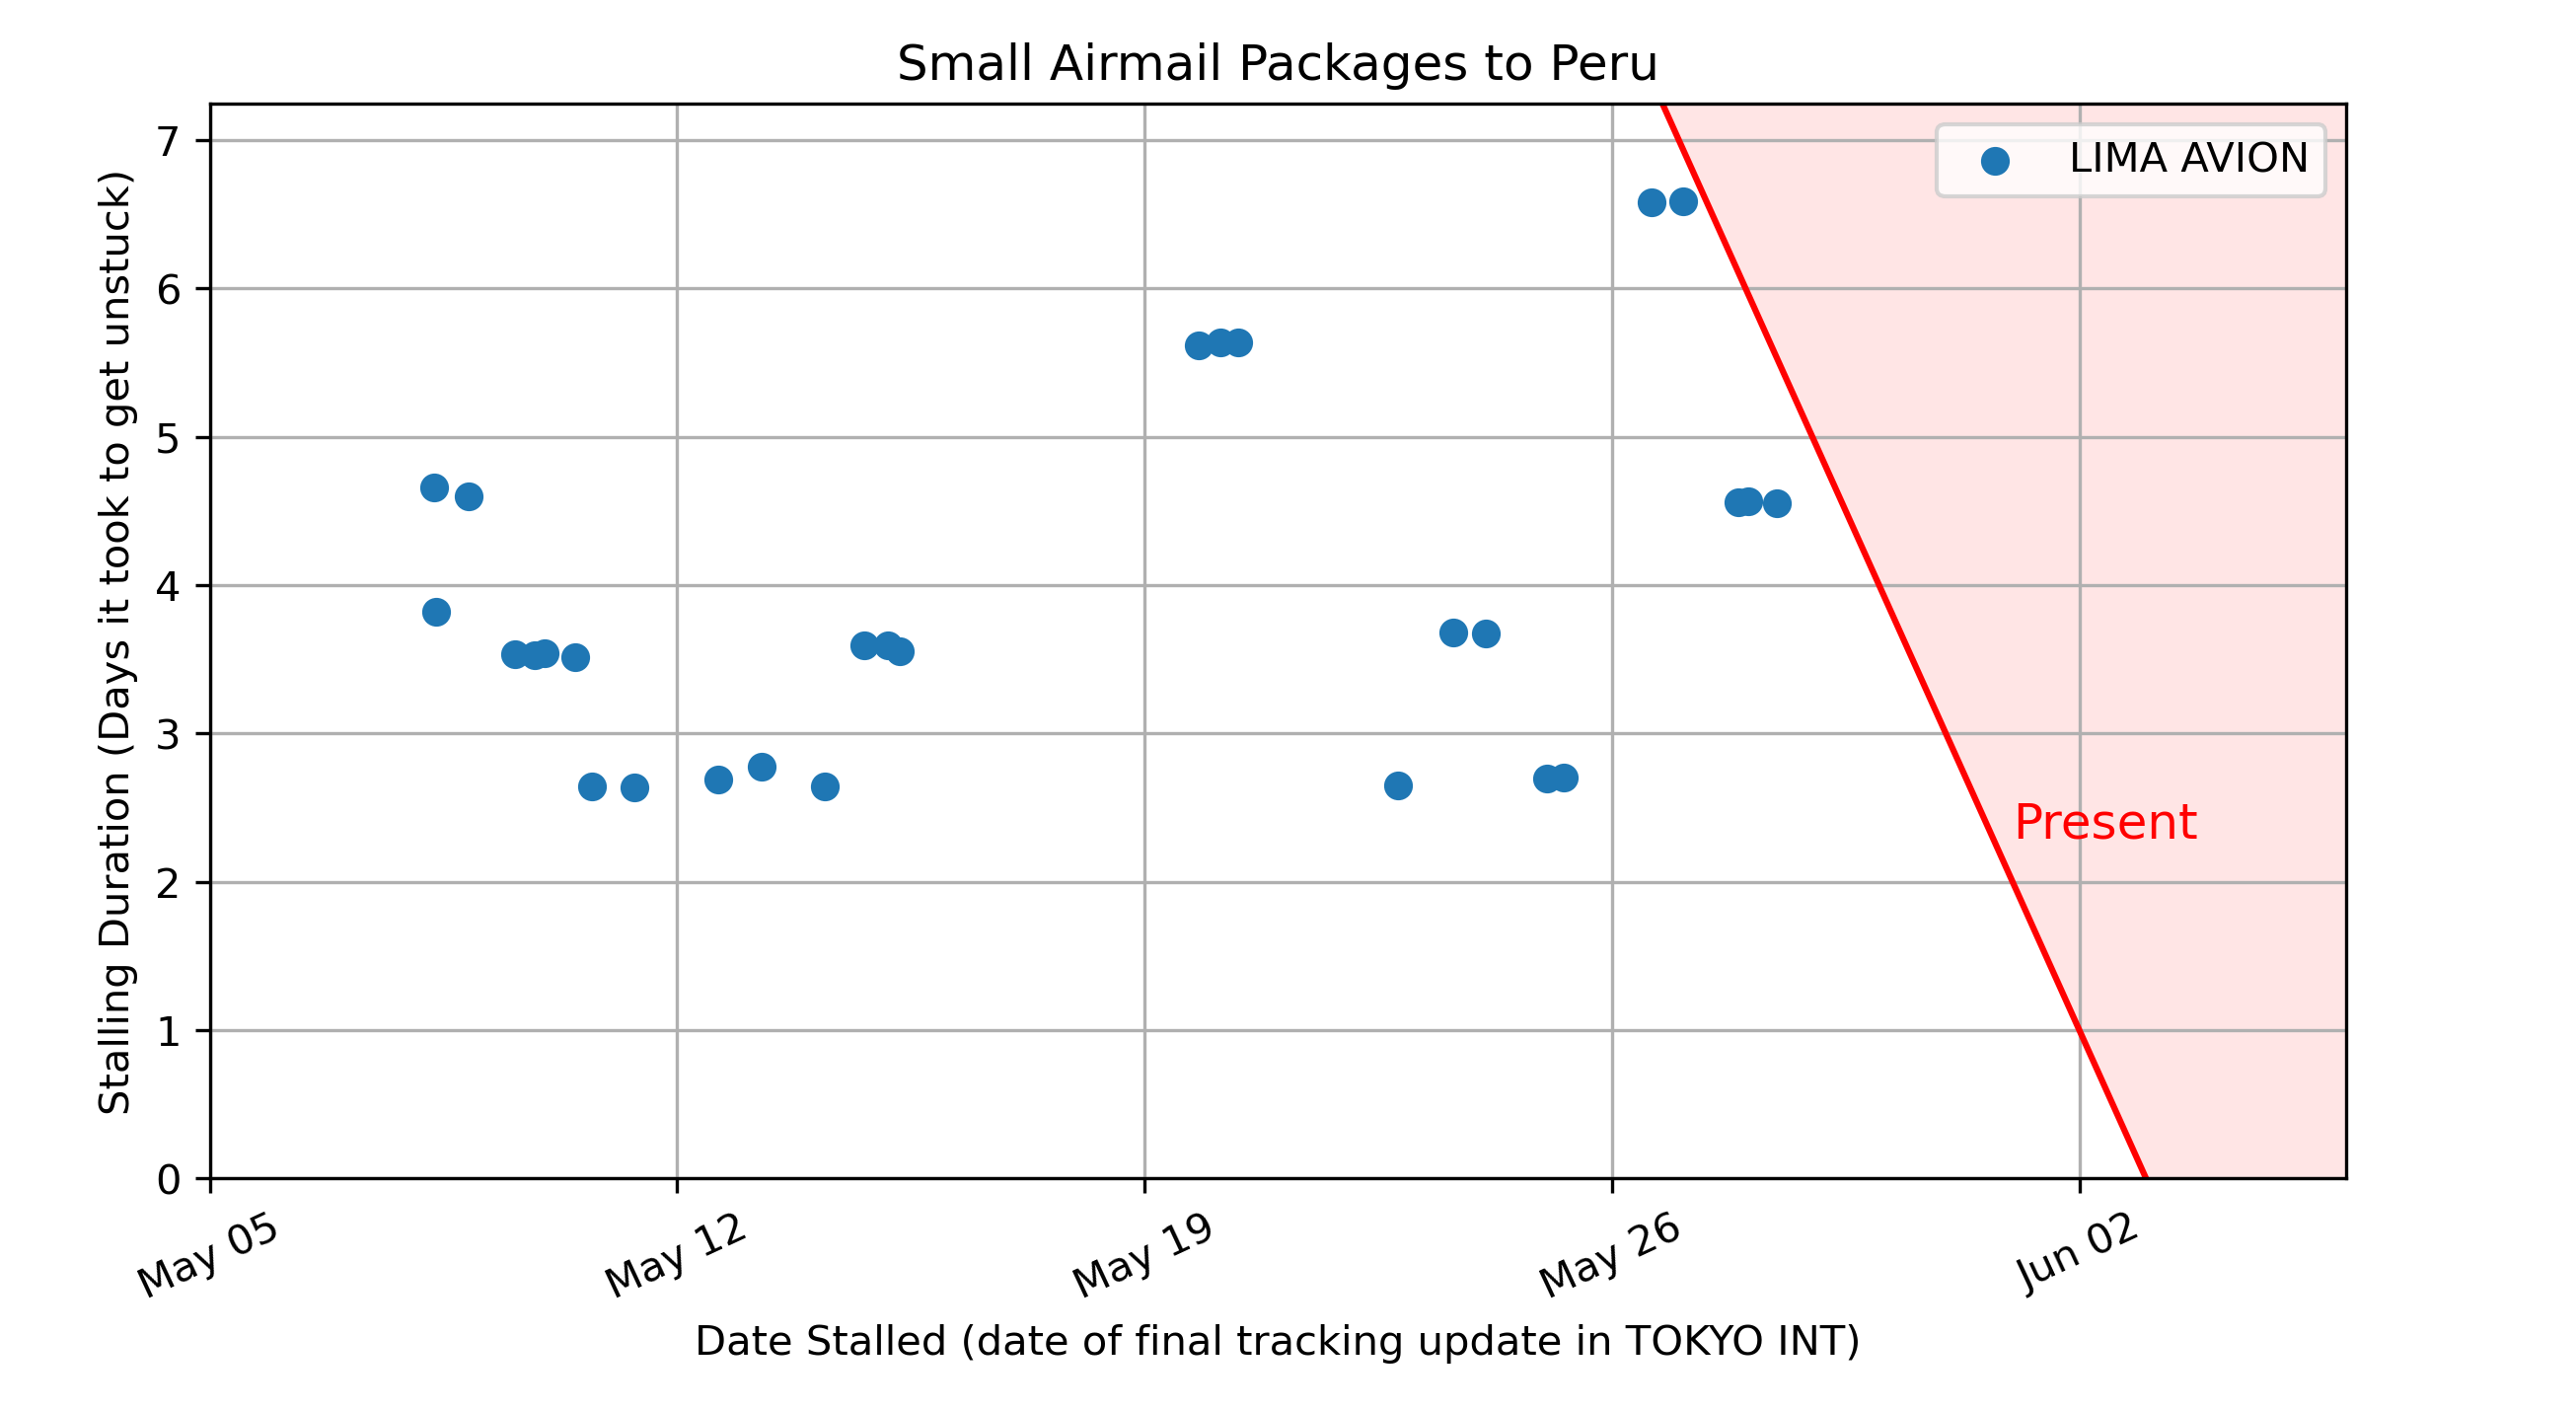 Small Airmail Packages to Peru
LIMA AVION
7
6
5
4
3
2
1
0
Stalling Duration (Days it took to get unstuck)
Present
May 05
May 12
May 19
May 26
Jun 02
Date Stalled (date of final tracking update in TOKYO INT)